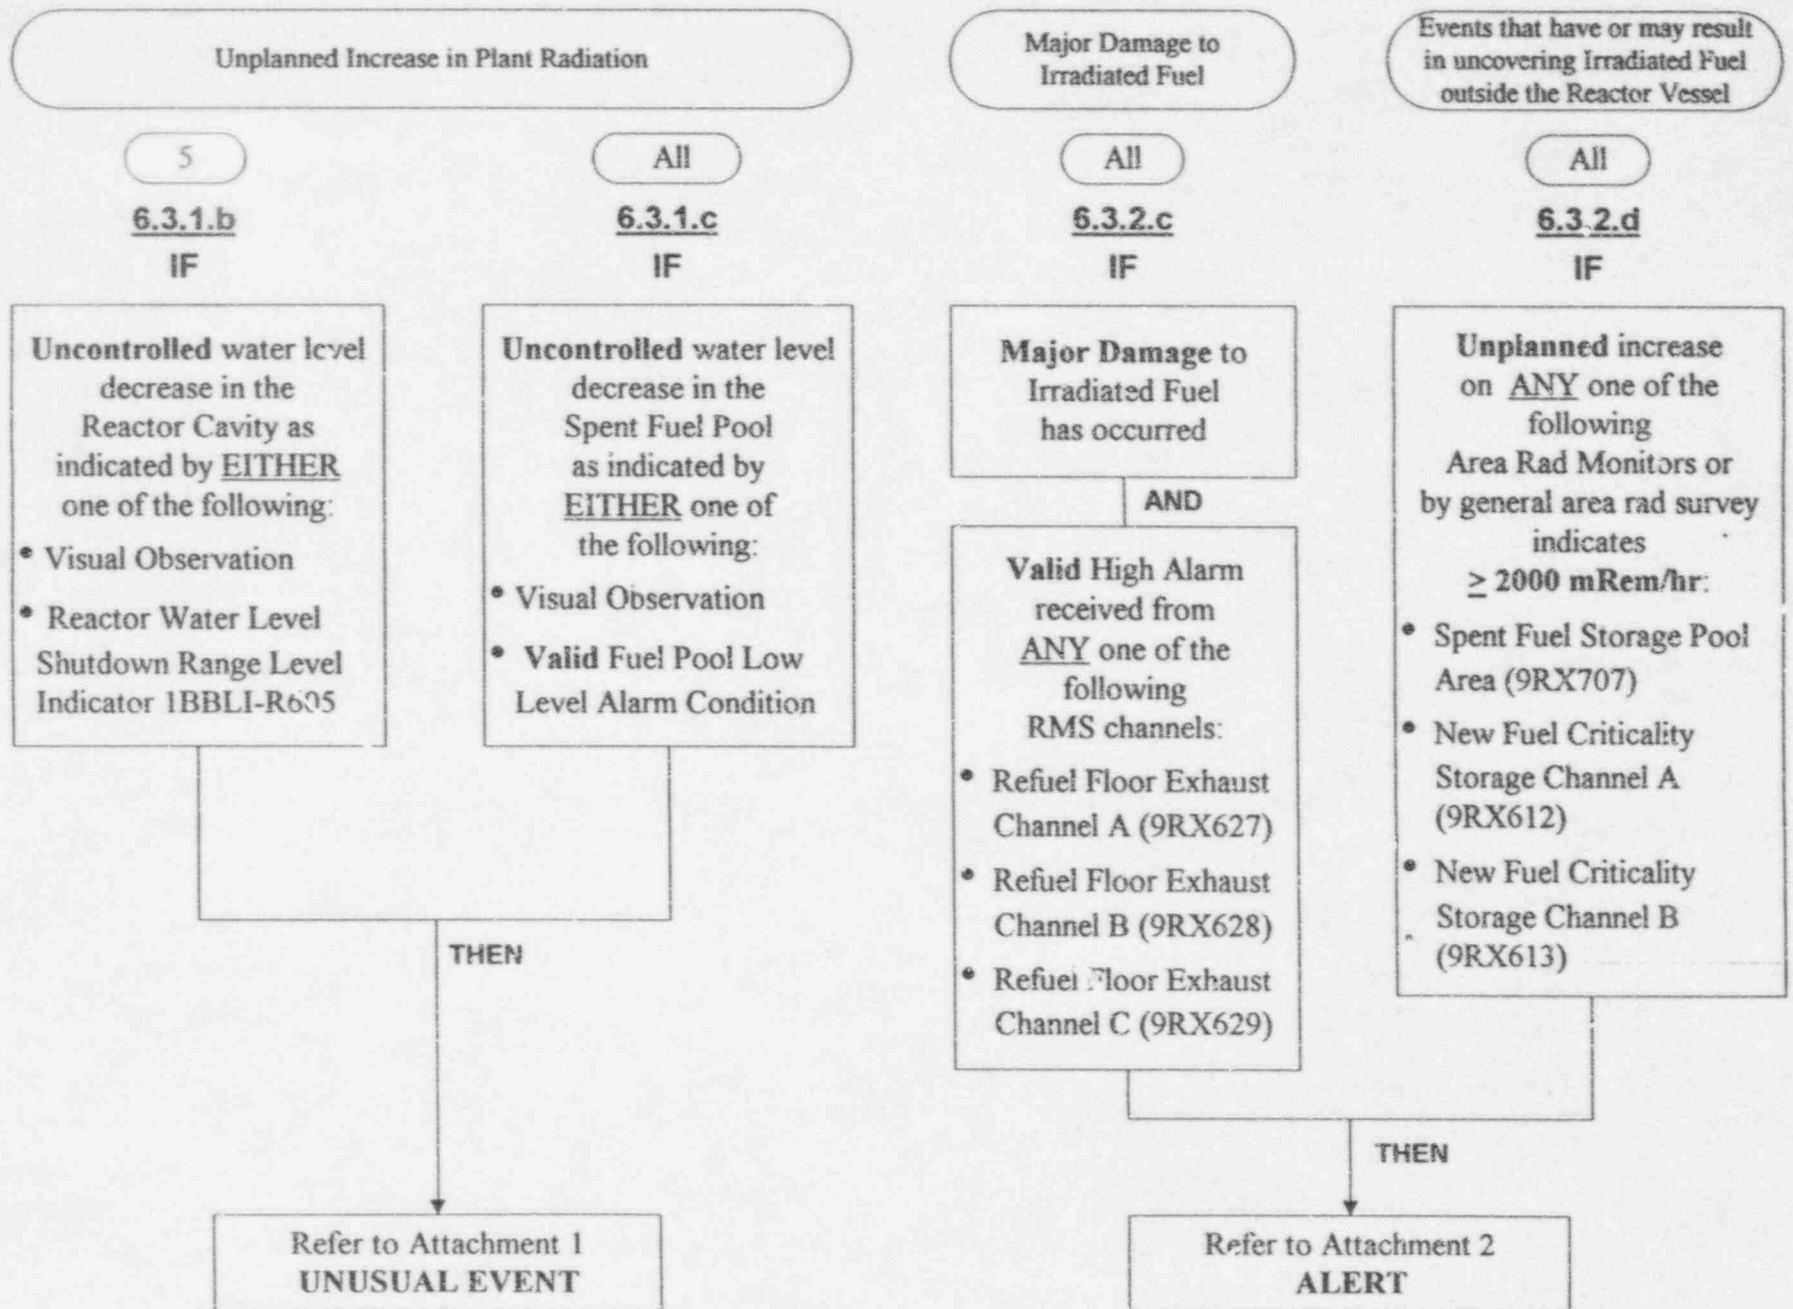 Unplanned Increase in Plant Radiation
5
6.3.1.b
IF
Uncontrolled water level
decrease in the
Reactor Cavity as
indicated by EITHER
one of the following:
• Visual Observation
• Reactor Water Level
Shutdown Range Level
Indicator 1BBLI-R605
All
6.3.1.c
IF
Uncontrolled water level
decrease in the
Spent Fuel Pool
as indicated by
EITHER one of
the following:
• Visual Observation
• Valid Fuel Pool Low
Level Alarm Condition
THEN
Refer to Attachment 1
UNUSUAL EVENT
Major Damage to
Irradiated Fuel
All
6.3.2.c
IF
Major Damage to
Irradiated Fuel
has occurred
AND
Valid High Alarm
received from
ANY one of the
following
RMS channels:
• Refuel Floor Exhaust
Channel A (9RX627)
• Refuel Floor Exhaust
Channel B (9RX628)
• Refuel Floor Exhaust
Channel C (9RX629)
Events that have or may result
in uncovering Irradiated Fuel
outside the Reactor Vessel
All
6.3.2.d
IF
Unplanned increase
on ANY one of the
following
Area Rad Monitors or
by general area rad survey
indicates
≥ 2000 mRem/hr:
• Spent Fuel Storage Pool
Area (9RX707)
• New Fuel Criticality
Storage Channel A
(9RX612)
• New Fuel Criticality
Storage Channel B
(9RX613)
THEN
Refer to Attachment 2
ALERT